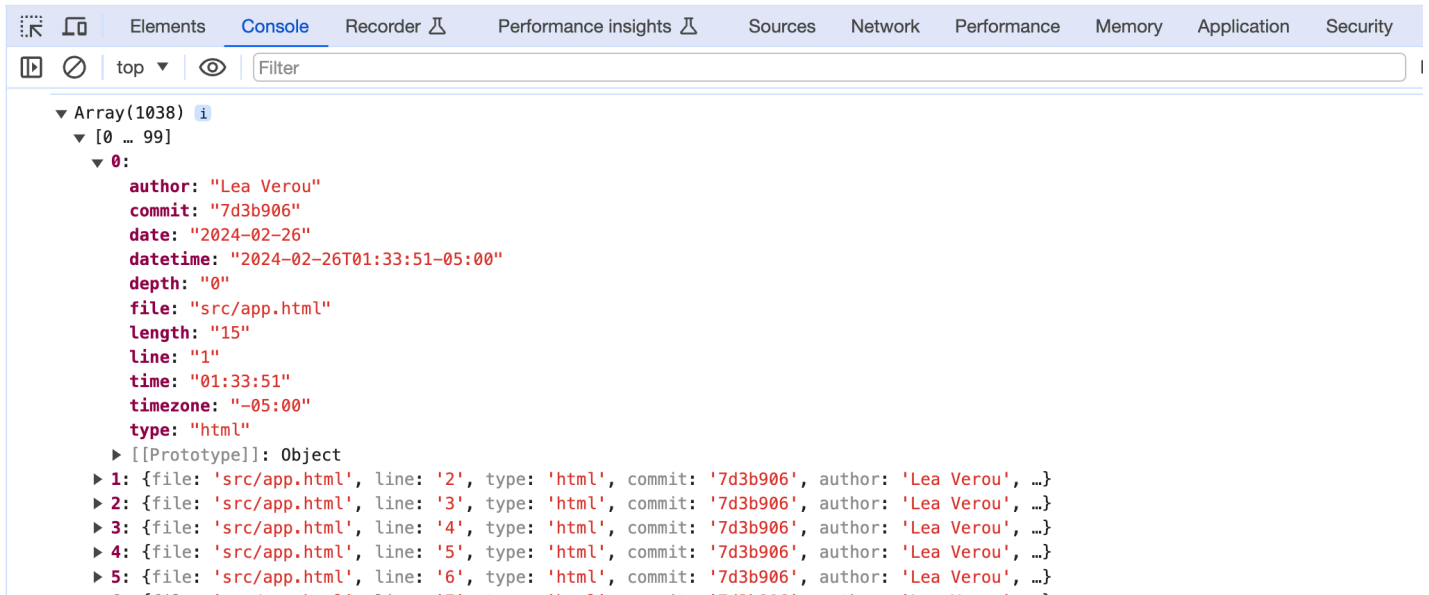 Elements Console Recorder Performance insights Sources Network Performance Memory Application Security
top Filter
Array(1038) i
[0 … 99]
0:
author: "Lea Verou"
commit: "7d3b906"
date: "2024-02-26"
datetime: "2024-02-26T01:33:51-05:00"
depth: "0"
file: "src/app.html"
length: "15"
line: "1"
time: "01:33:51"
timezone: "-05:00"
type: "html"
[[Prototype]]: Object
1: {file: 'src/app.html', line: '2', type: 'html', commit: '7d3b906', author: 'Lea Verou', …}
2: {file: 'src/app.html', line: '3', type: 'html', commit: '7d3b906', author: 'Lea Verou', …}
3: {file: 'src/app.html', line: '4', type: 'html', commit: '7d3b906', author: 'Lea Verou', …}
4: {file: 'src/app.html', line: '5', type: 'html', commit: '7d3b906', author: 'Lea Verou', …}
5: {file: 'src/app.html', line: '6', type: 'html', commit: '7d3b906', author: 'Lea Verou', …}